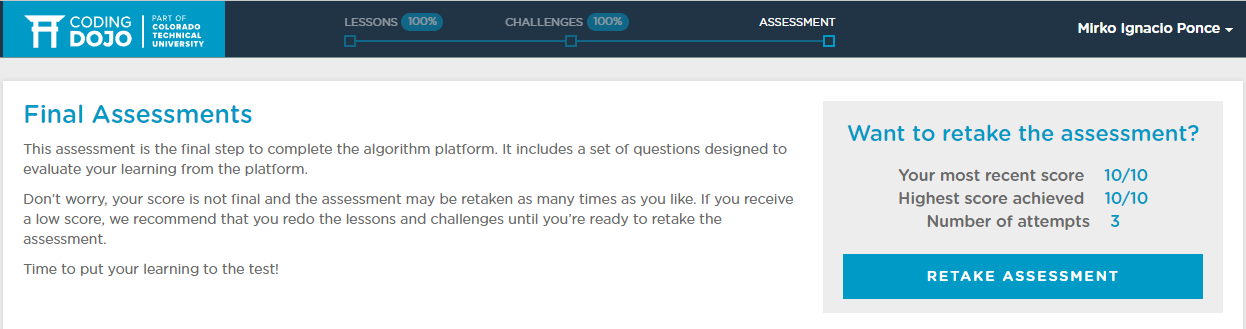 CODING DOJO
PART OF
COLORADO
TECHNICAL
UNIVERSITY
LESSONS 100%
CHALLENGES 100%
ASSESSMENT
Mirko Ignacio Ponce
Final Assessments
This assessment is the final step to complete the algorithm platform. It includes a set of questions designed to
evaluate your learning from the platform.
Don’t worry, your score is not final and the assessment may be retaken as many times as you like. If you receive
a low score, we recommend that you redo the lessons and challenges until you’re ready to retake the
assessment.
Time to put your learning to the test!
Want to retake the assessment?
Your most recent score 10/10
Highest score achieved 10/10
Number of attempts 3
RETAKE ASSESSMENT